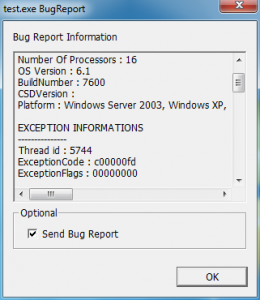 test.exe BugReport
Bug Report Information
Number Of Processors : 16
OS Version : 6.1
BuildNumber : 7600
CSDVersion :
Platform : Windows Server 2003, Windows XP,
EXCEPTION INFORMATIONS
---------------
Thread id : 5744
ExceptionCode : c00000fd
ExceptionFlags : 00000000
Optional
Send Bug Report
OK